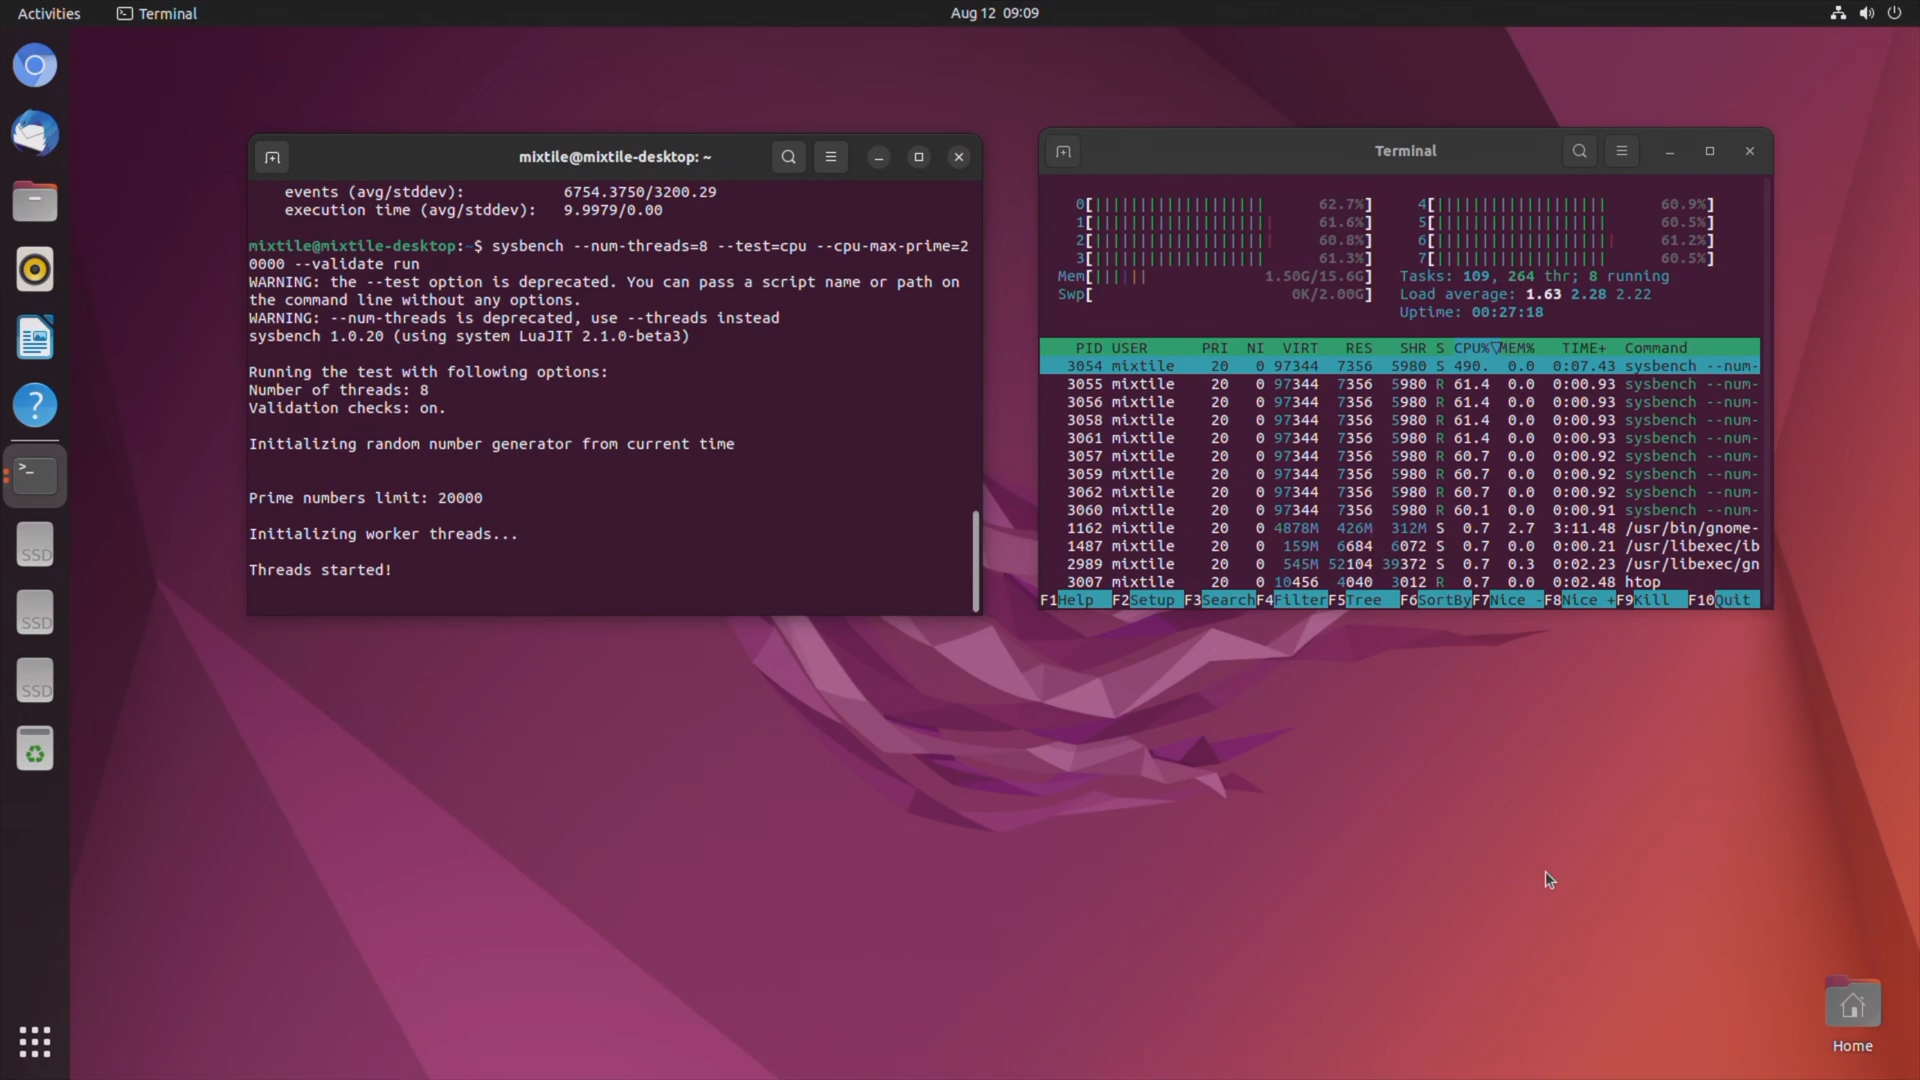 Activities Terminal Aug 12 09:09
mixtile@mixtile-desktop: ~
events (avg/stddev): 6754.3750/3200.29
execution time (avg/stddev): 9.9979/0.00
mixtile@mixtile-desktop:~$ sysbench --num-threads=8 --test=cpu --cpu-max-prime=2
0000 --validate run
WARNING: the --test option is deprecated. You can pass a script name or path on
the command line without any options.
WARNING: --num-threads is deprecated, use --threads instead
sysbench 1.0.20 (using system LuaJIT 2.1.0-beta3)
Running the test with following options:
Number of threads: 8
Validation checks: on.
Initializing random number generator from current time
Prime numbers limit: 20000
Initializing worker threads...
Threads started!
Terminal
0[|||||||||||||||||||| 62.7%] 4[|||||||||||||||||||| 60.9%]
1[|||||||||||||||||||| 61.6%] 5[|||||||||||||||||||| 60.5%]
2[|||||||||||||||||||| 60.8%] 6[|||||||||||||||||||| 61.2%]
3[|||||||||||||||||||| 61.3%] 7[|||||||||||||||||||| 60.5%]
Mem[|||||| 1.50G/15.6G] Tasks: 109, 264 thr; 8 running
Swp[ 0K/2.00G] Load average: 1.63 2.28 2.22
Uptime: 00:27:18
PID USER PRI NI VIRT RES SHR S CPU%▽MEM% TIME+ Command
3054 mixtile 20 0 97344 7356 5980 S 490. 0.0 0:07.43 sysbench --num-
3055 mixtile 20 0 97344 7356 5980 R 61.4 0.0 0:00.93 sysbench --num-
3056 mixtile 20 0 97344 7356 5980 R 61.4 0.0 0:00.93 sysbench --num-
3058 mixtile 20 0 97344 7356 5980 R 61.4 0.0 0:00.93 sysbench --num-
3061 mixtile 20 0 97344 7356 5980 R 61.4 0.0 0:00.93 sysbench --num-
3057 mixtile 20 0 97344 7356 5980 R 60.7 0.0 0:00.92 sysbench --num-
3059 mixtile 20 0 97344 7356 5980 R 60.7 0.0 0:00.92 sysbench --num-
3062 mixtile 20 0 97344 7356 5980 R 60.7 0.0 0:00.92 sysbench --num-
3060 mixtile 20 0 97344 7356 5980 R 60.1 0.0 0:00.91 sysbench --num-
1162 mixtile 20 0 4878M 426M 312M S 0.7 2.7 3:11.48 /usr/bin/gnome-
1487 mixtile 20 0 159M 6684 6072 S 0.7 0.0 0:00.21 /usr/libexec/ib
2989 mixtile 20 0 545M 52104 39372 S 0.7 0.3 0:02.23 /usr/libexec/gn
3007 mixtile 20 0 10456 4040 3012 R 0.7 0.0 0:02.48 htop
F1Help F2Setup F3SearchF4FilterF5Tree F6SortByF7Nice -F8Nice +F9Kill F10Quit
SSD
SSD
SSD
Home